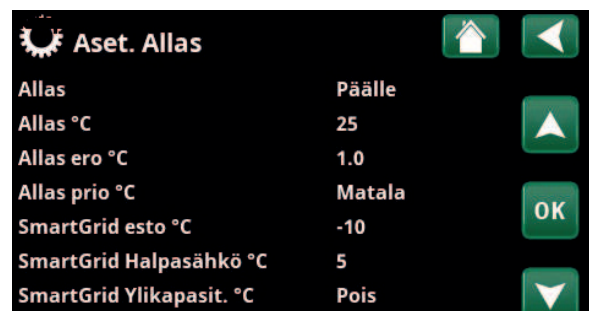 Aset. Allas
Allas Päälle
Allas °C 25
Allas ero °C 1.0
Allas prio °C Matala
SmartGrid esto °C -10
OK
SmartGrid Halpasähkö °C 5
SmartGrid Ylikapasit. °C Pois